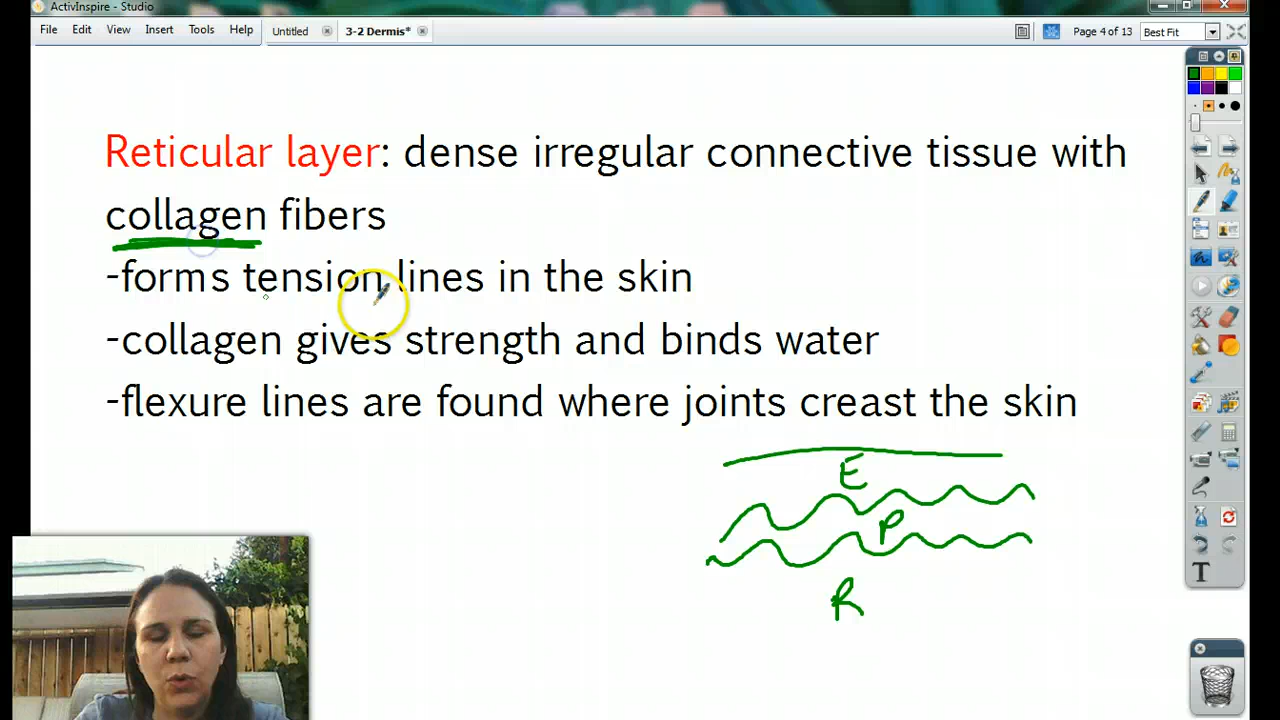 ActivInspire - Studio
File Edit View Insert Tools Help Untitled 3-2 Dermis* Page 4 of 13 Best Fit
Reticular layer: dense irregular connective tissue with
collagen fibers
-forms tension lines in the skin
-collagen gives strength and binds water
-flexure lines are found where joints creast the skin
E
P
R
T